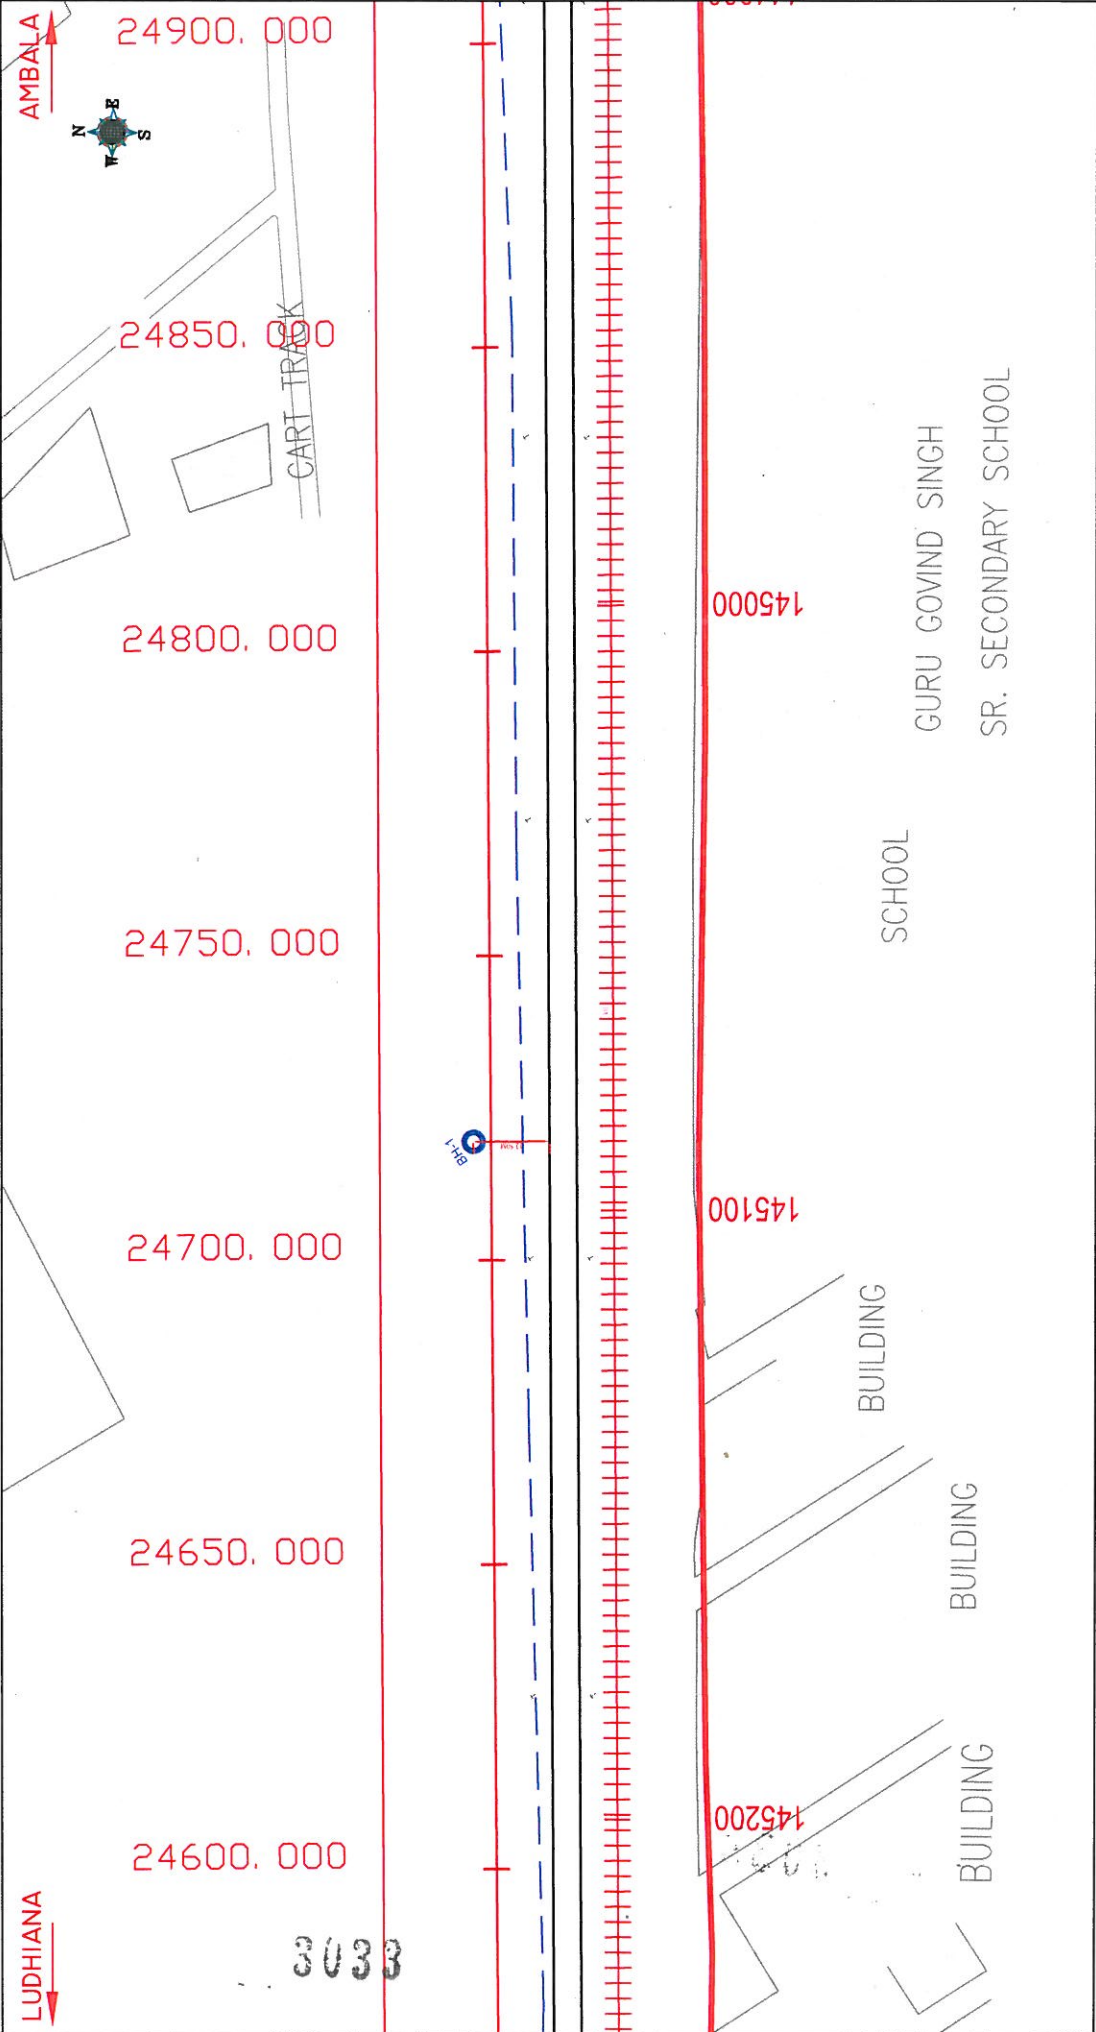 AMBALA
24900.000
N
E
S
W
24850.000
CART TRACK
GURU GOVIND SINGH
SR. SECONDARY SCHOOL
145000
24800.000
SCHOOL
24750.000
BH-1
145100
24700.000
BUILDING
24650.000
BUILDING
145200
24600.000
BUILDING
LUDHIANA
3033